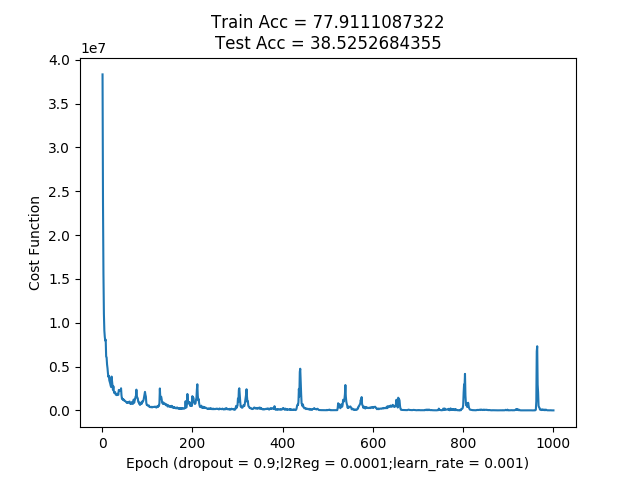 Train Acc = 77.9111087322
Test Acc = 38.5252684355
1e7
4.0
3.5
3.0
2.5
2.0
1.5
1.0
0.5
0.0
Cost Function
0 200 400 600 800 1000
Epoch (dropout = 0.9;l2Reg = 0.0001;learn_rate = 0.001)